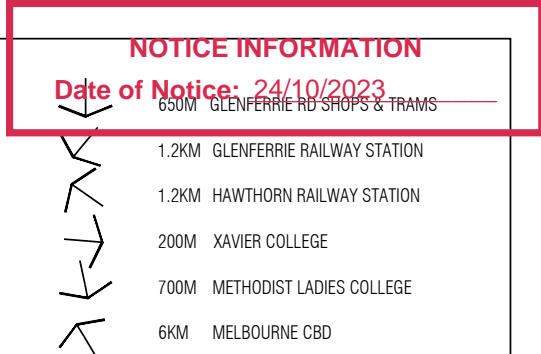 NOTICE INFORMATION
Date of Notice: 24/10/2023
650M GLENFERRIE RD SHOPS & TRAMS
1.2KM GLENFERRIE RAILWAY STATION
1.2KM HAWTHORN RAILWAY STATION
200M XAVIER COLLEGE
700M METHODIST LADIES COLLEGE
6KM MELBOURNE CBD